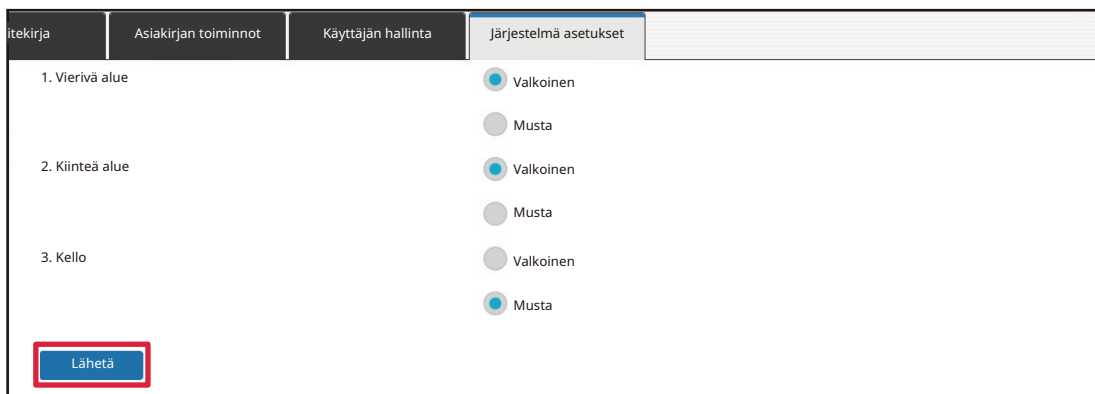 itekirja Asiakirjan toiminnot Käyttäjän hallinta Järjestelmä asetukset
1. Vierivä alue Valkoinen
Musta
2. Kiinteä alue Valkoinen
Musta
3. Kello Valkoinen
Musta
Lähetä